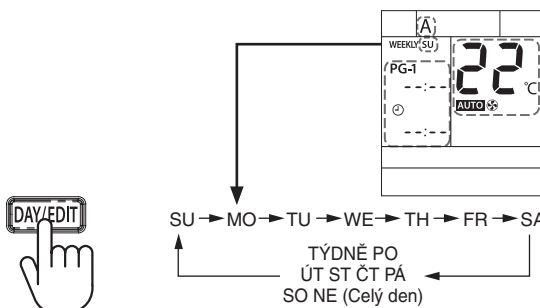 A
WEEKLY SU
PG-1
22 °C
--:--
AUTO
--:--
DAY/EDIT
SU → MO → TU → WE → TH → FR → SA
TÝDNĚ PO
ÚT ST ČT PÁ
SO NE (Celý den)